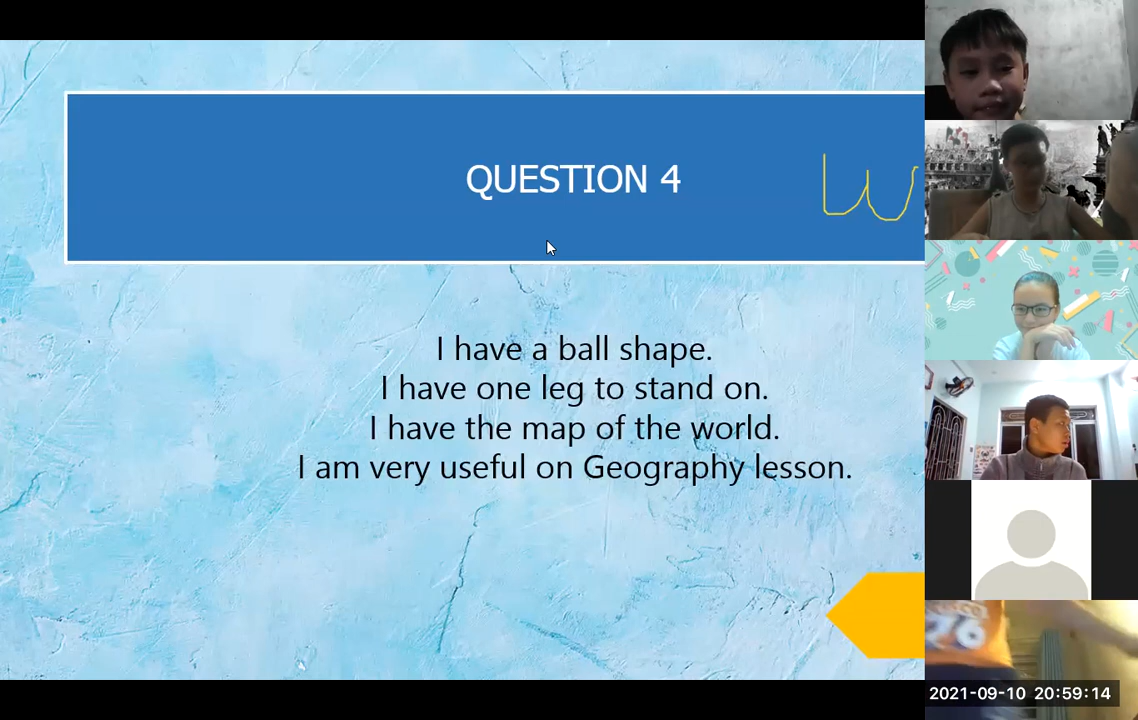 QUESTION 4
W
I have a ball shape.
I have one leg to stand on.
I have the map of the world.
I am very useful on Geography lesson.
76
2021-09-10 20:59:14